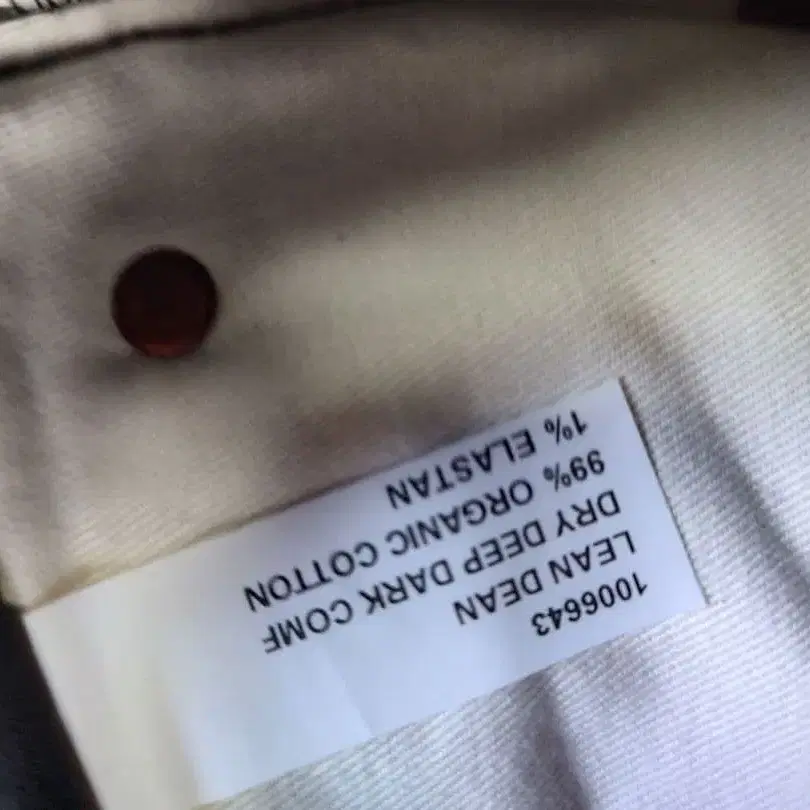 1006643
LEAN DEAN
DRY DEEP DARK COMF
99% ORGANIC COTTON
1% ELASTAN